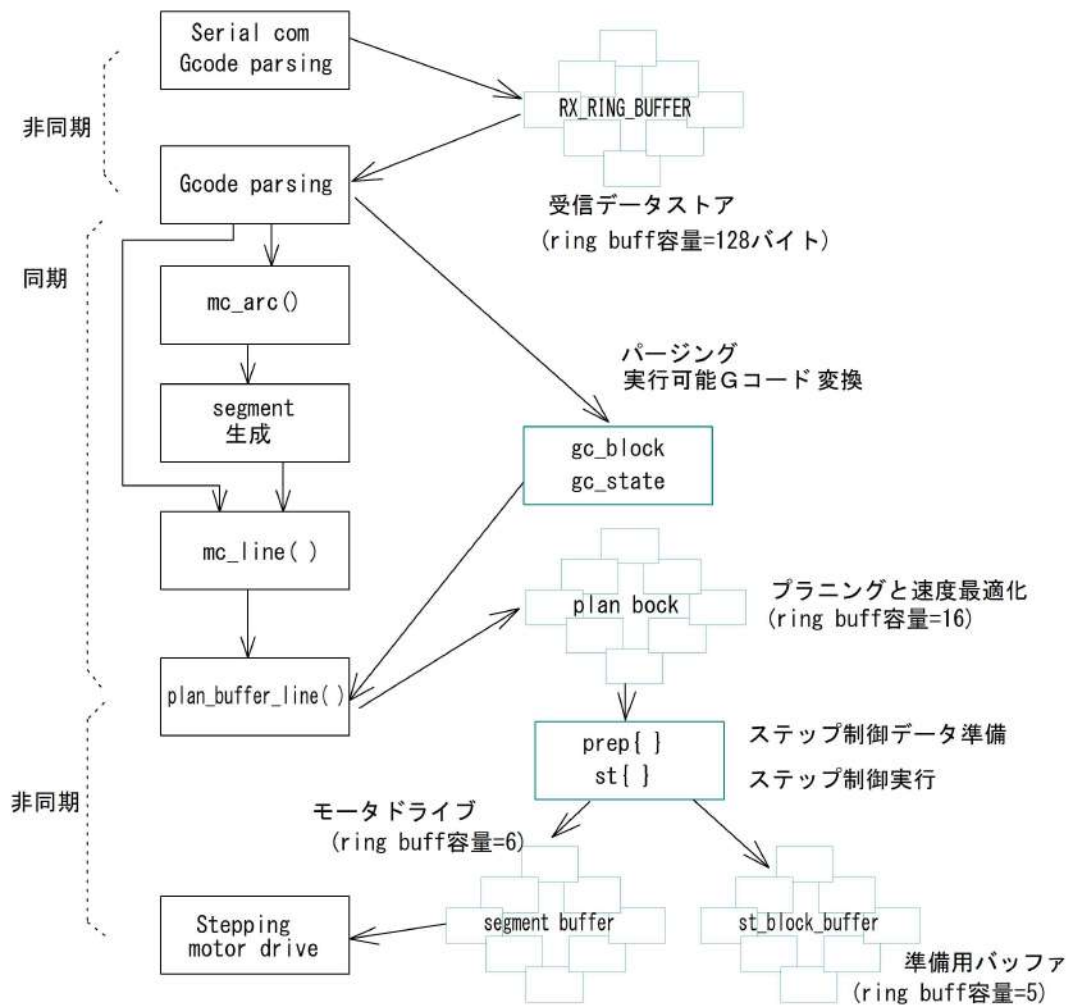 Serial com
Gcode parsing
RX_RING_BUFFER
非同期
Gcode parsing
受信データストア
(ring buff容量=128バイト)
同期
mc_arc()
パージング
実行可能Gコード変換
segment
生成
gc_block
gc_state
mc_line( )
plan bock
プラニングと速度最適化
(ring buff容量=16)
plan_buffer_line( )
prep{ }
st{ }
ステップ制御データ準備
ステップ制御実行
非同期
モータドライブ
(ring buff容量=6)
Stepping
motor drive
segment buffer
st_block_buffer
準備用バッファ
(ring buff容量=5)